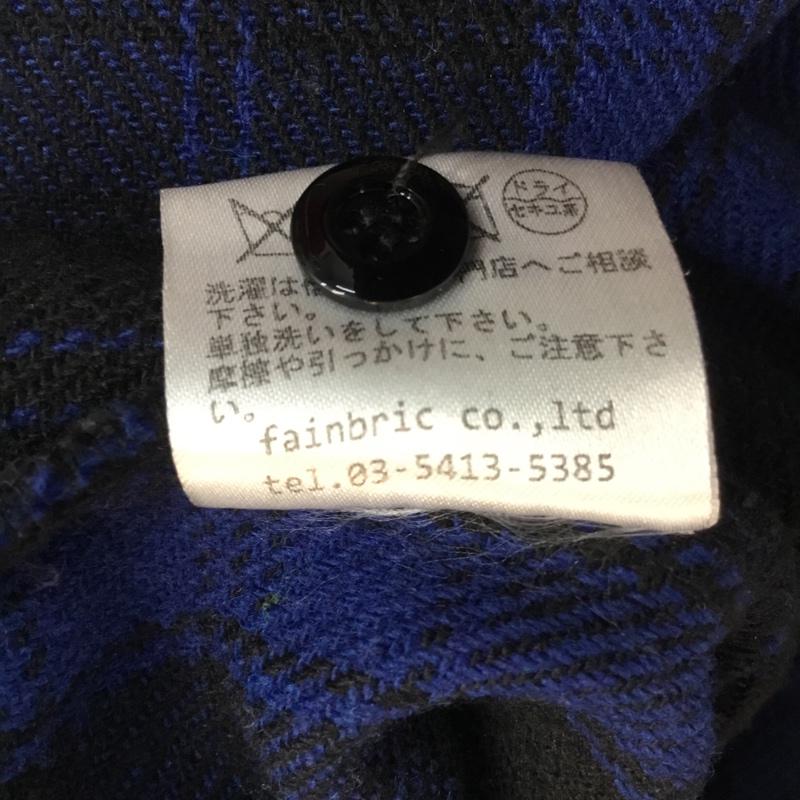 ドライ
セキユ系
洗濯は 門店へご相談
下さい。
単独洗いをして下さい。
摩擦や引っかけに、ご注意下さ
い。
fainbric co.,ltd
tel.03-5413-5385